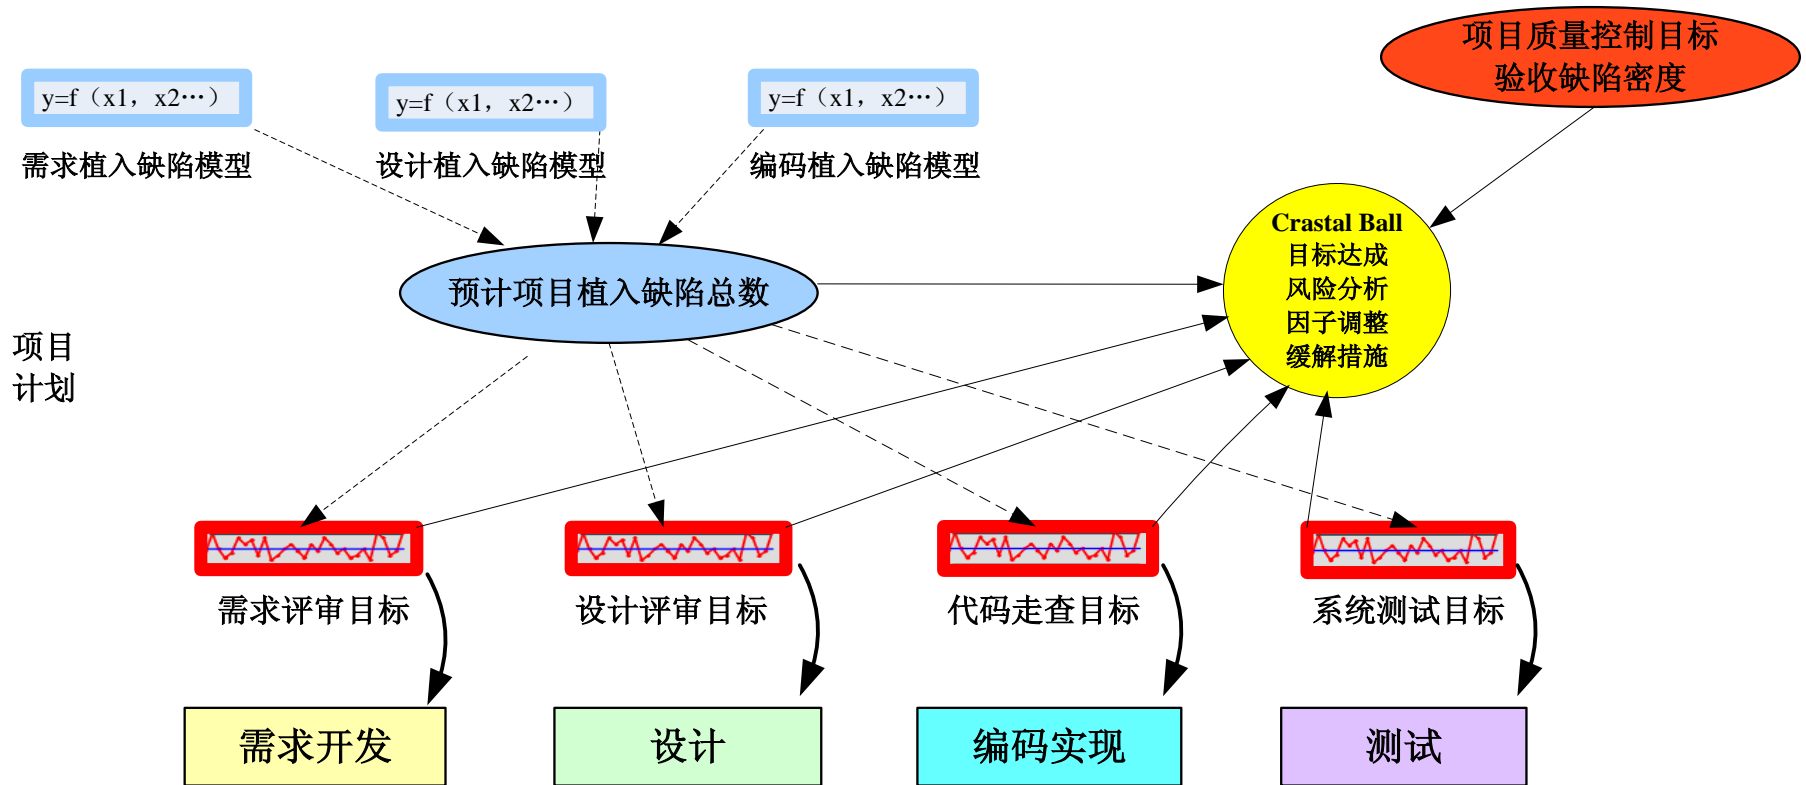 项目质量控制目标
验收缺陷密度
y=f（x1，x2…）
y=f（x1，x2…）
y=f（x1，x2…）
需求植入缺陷模型
设计植入缺陷模型
编码植入缺陷模型
Crastal Ball
目标达成
风险分析
因子调整
缓解措施
预计项目植入缺陷总数
项目
计划
需求评审目标
设计评审目标
代码走查目标
系统测试目标
需求开发
设计
编码实现
测试